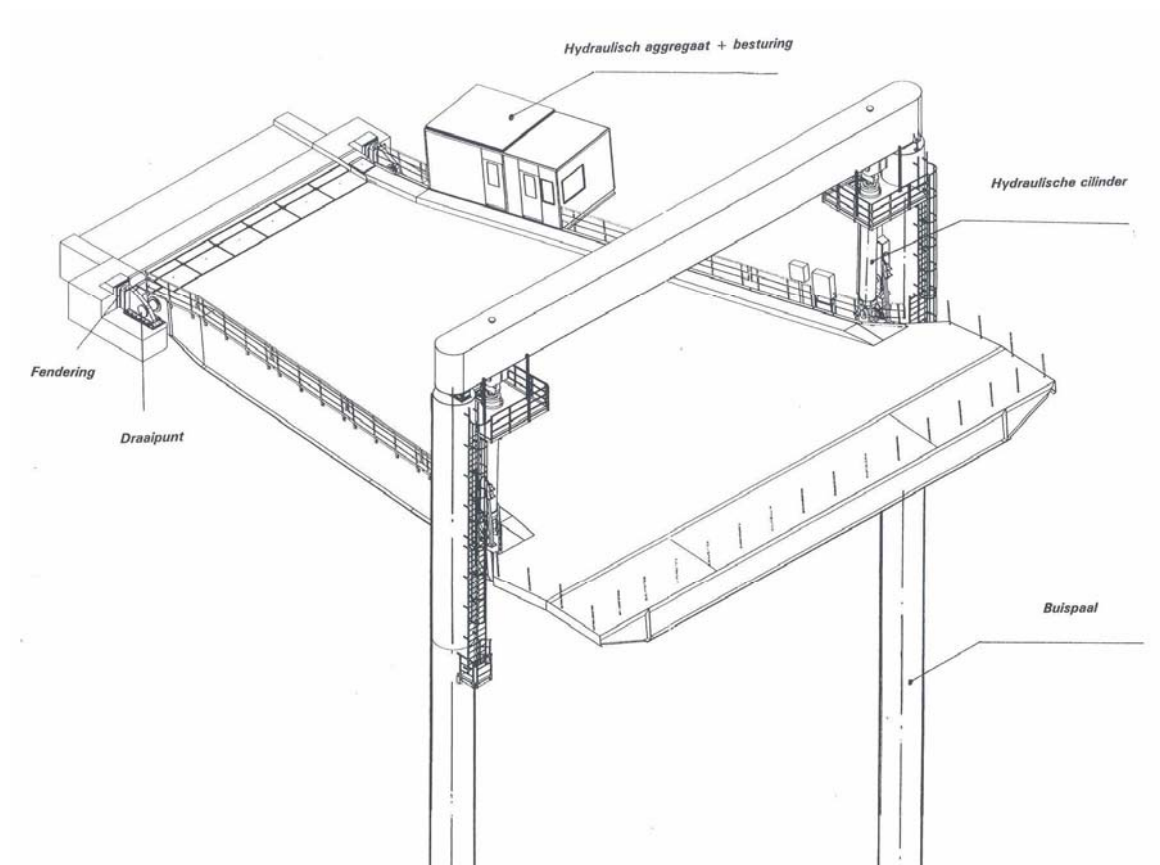 Hydraulisch aggregaat + besturing
Hydraulische cilinder
Fendering
Draaipunt
Buispaal